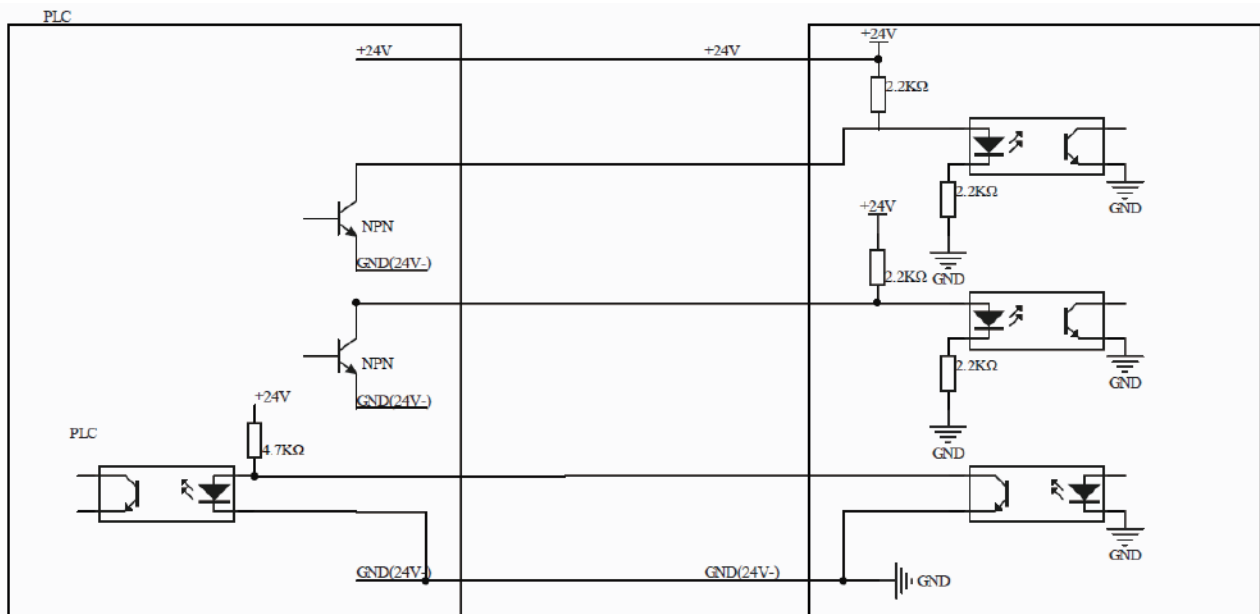 PLC
+24V
+24V +24V
2.2KΩ
2.2KΩ
GND
+24V
NPN
GND(24V-)
2.2KΩ
GND
NPN
2.2KΩ
GND
+24V
GND(24V-)
PLC
4.7KΩ
GND
GND
GND(24V-) GND(24V-) GND